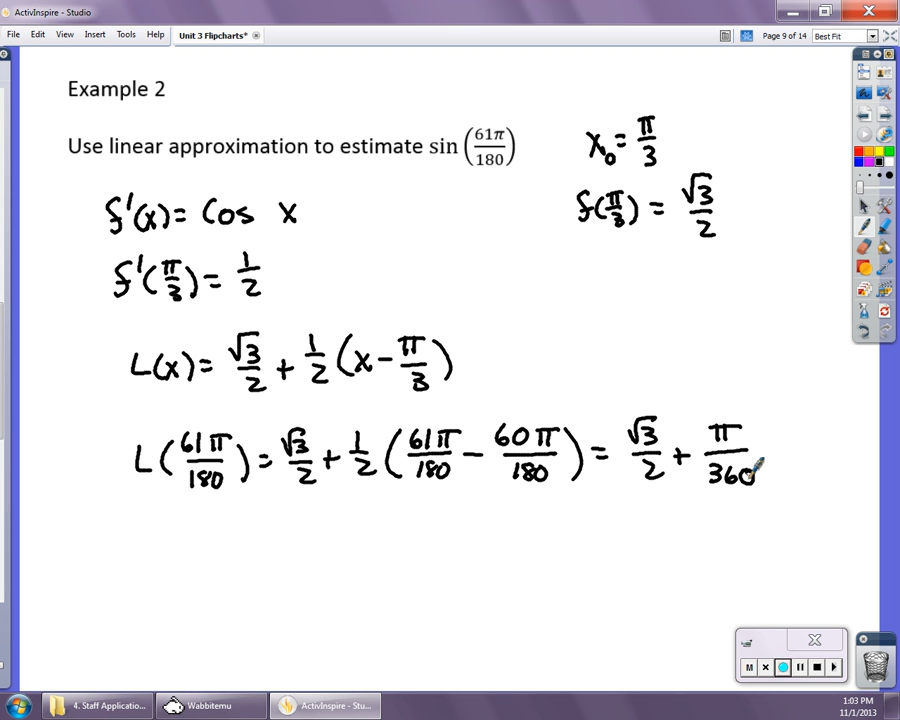 ActivInspire - Studio
File Edit View Insert Tools Help Unit 3 Flipcharts* Page 9 of 14 Best Fit
Example 2
Use linear approximation to estimate sin (61π/180)
x₀ = π/3
f(π/3) = √3/2
f'(x) = cos x
f'(π/3) = 1/2
L(x) = √3/2 + 1/2 (x - π/3)
L(61π/180) = √3/2 + 1/2 (61π/180 - 60π/180) = √3/2 + π/360
M
4. Staff Applicatio... Wabbitemu ActivInspire - Studio 1:03 PM
11/1/2013